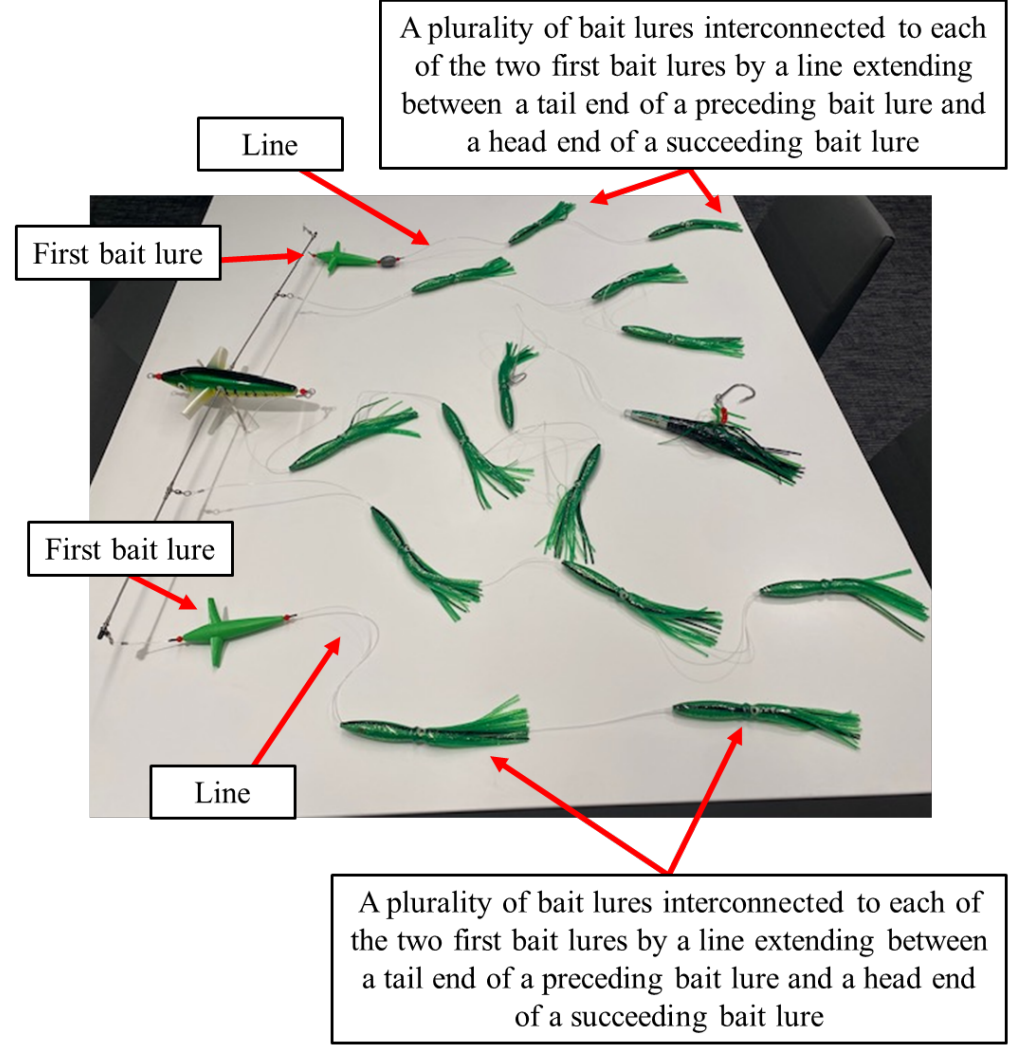 A plurality of bait lures interconnected to each
of the two first bait lures by a line extending
between a tail end of a preceding bait lure and
a head end of a succeeding bait lure
Line
First bait lure
First bait lure
Line
A plurality of bait lures interconnected to each of
the two first bait lures by a line extending between
a tail end of a preceding bait lure and a head end
of a succeeding bait lure